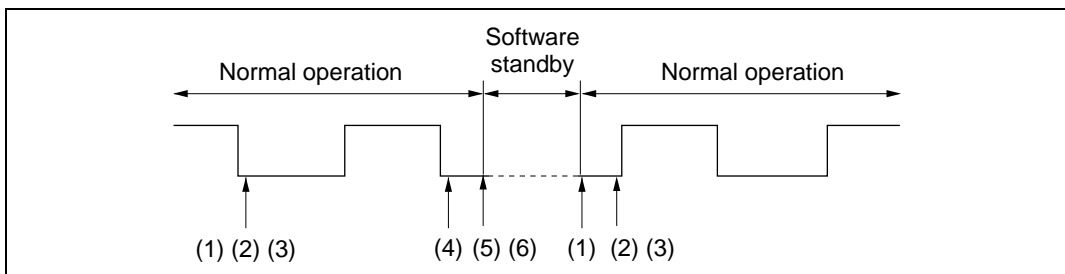 Software
standby
Normal operation
Normal operation
(1) (2) (3)
(4)
(5) (6)
(1)
(2) (3)